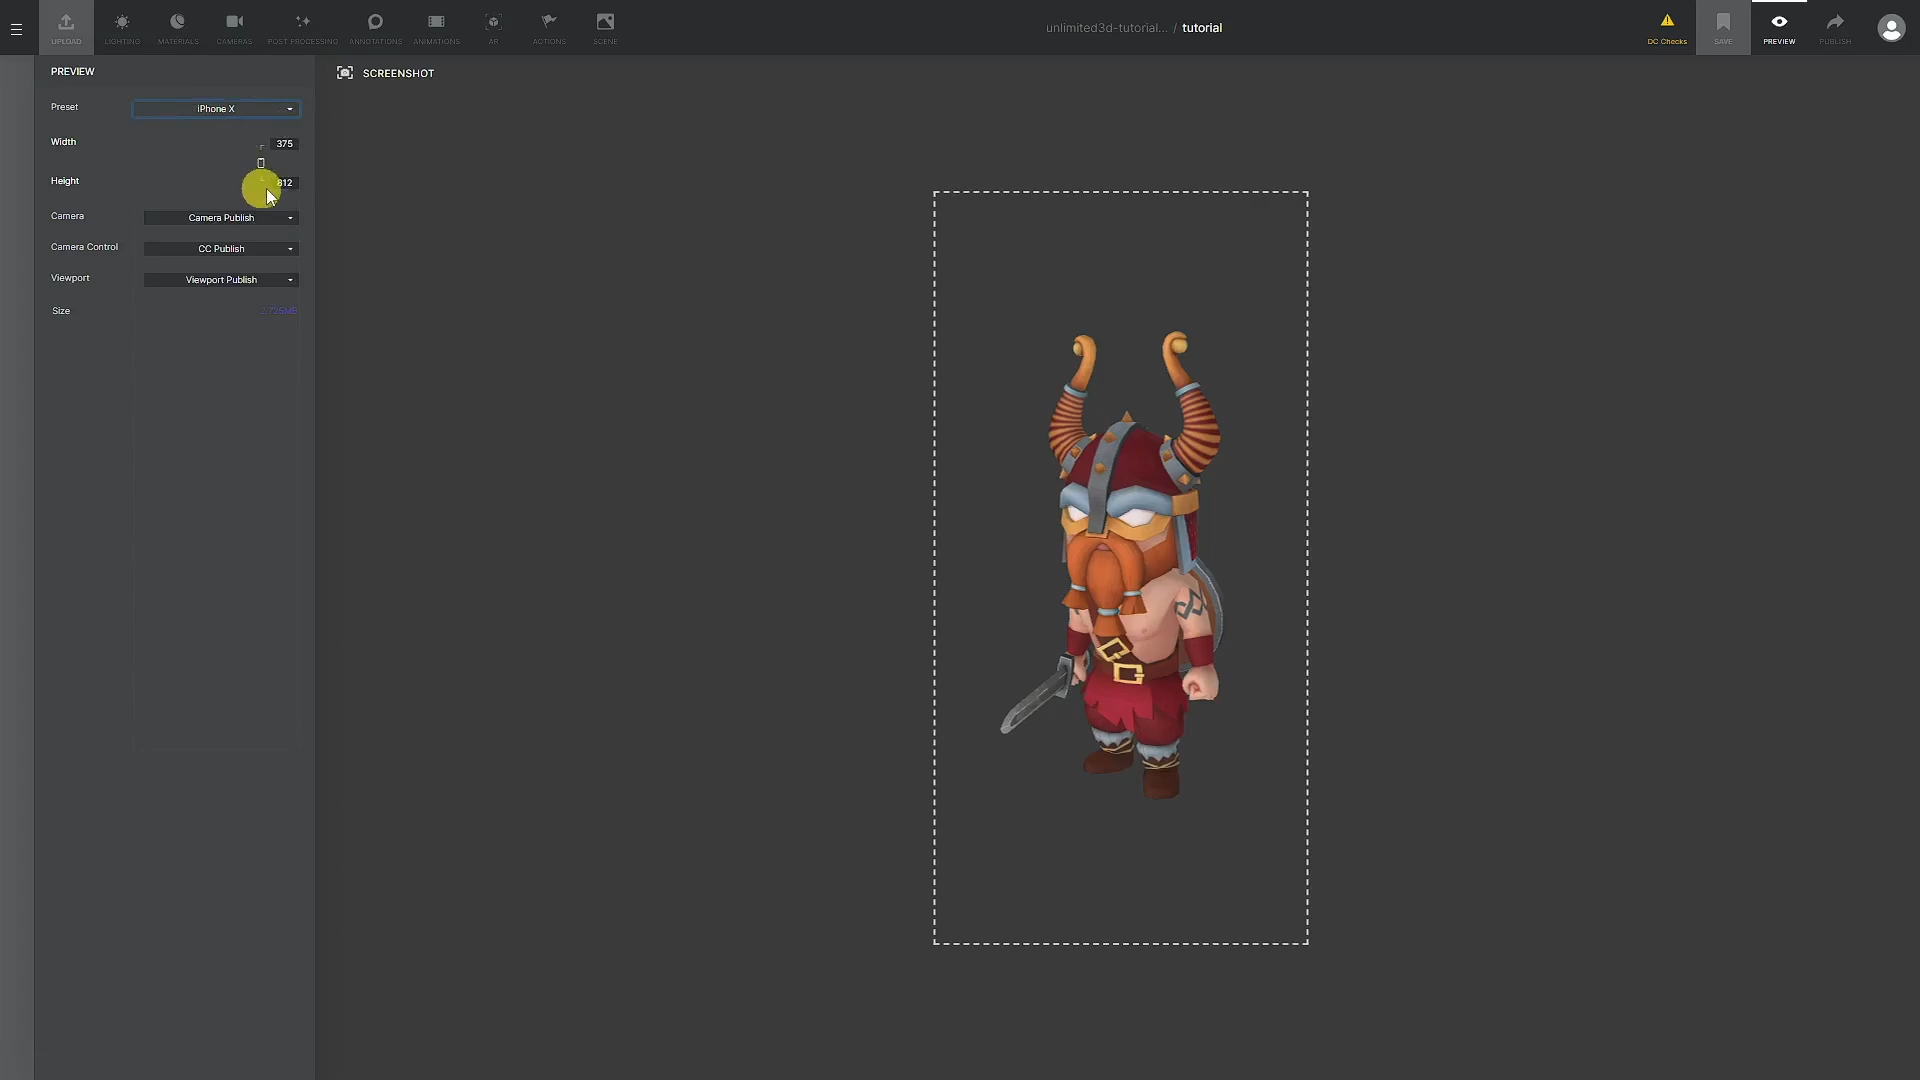 UPLOAD LIGHTING MATERIALS CAMERAS POST PROCESSING ANNOTATIONS ANIMATIONS AR ACTIONS SCENE
unlimited3d-tutorial... / tutorial
DC Checks SAVE PREVIEW PUBLISH
PREVIEW
SCREENSHOT
Preset iPhone X
Width 375
Height 812
Camera Camera Publish
Camera Control CC Publish
Viewport Viewport Publish
Size 2.725MB